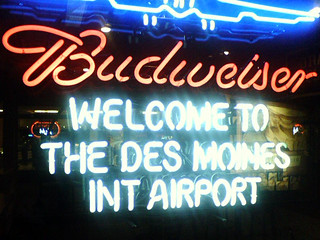 Budweiser
WELCOME TO
THE DES MOINES
INT AIRPORT